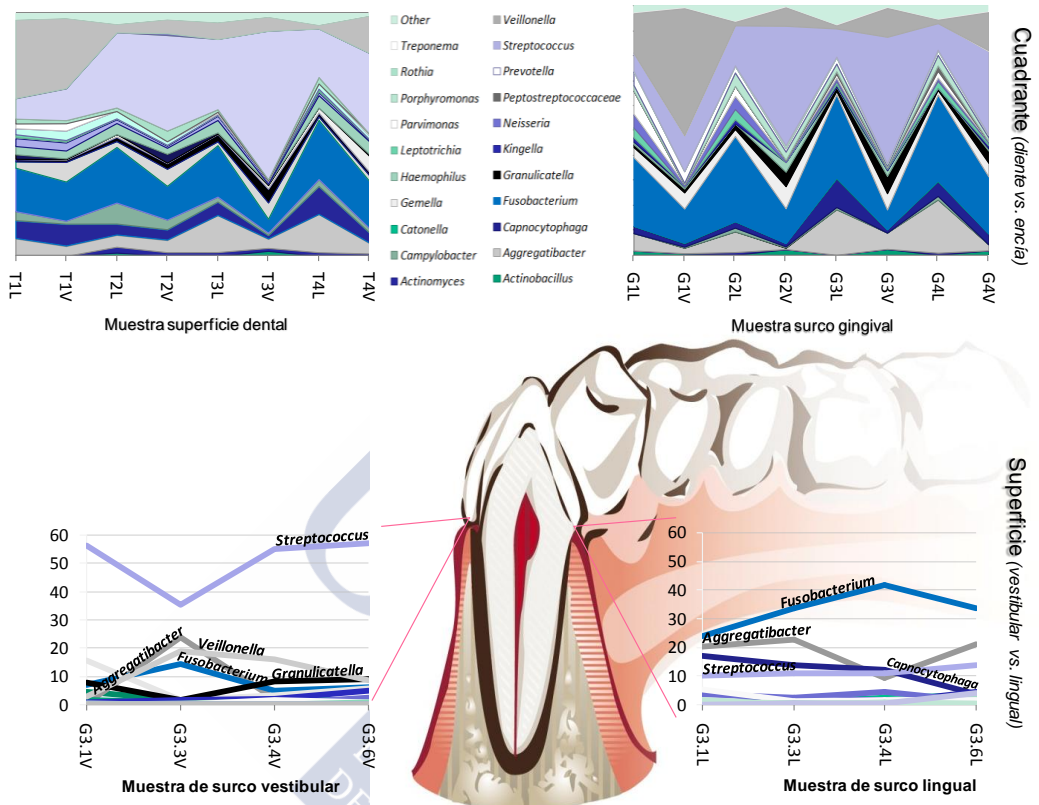 Other
Veillonella
Treponema
Streptococcus
Rothia
Prevotella
Porphyromonas
Peptostreptococcaceae
Parvimonas
Neisseria
Leptotrichia
Kingella
Haemophilus
Granulicatella
Gemella
Fusobacterium
Catonella
Capnocytophaga
Campylobacter
Aggregatibacter
Actinomyces
Actinobacillus
T1L
T1V
T2L
T2V
T3L
T3V
T4L
T4V
Muestra superficie dental
G1L
G1V
G2L
G2V
G3L
G3V
G4L
G4V
Muestra surco gingival
Cuadrante (diente vs. encía)
60
50
40
30
20
10
0
Streptococcus
Aggregatibacter
Veillonella
Fusobacterium
Granulicatella
G3.1V
G3.3V
G3.4V
G3.6V
Muestra de surco vestibular
60
50
40
30
20
10
0
Fusobacterium
Aggregatibacter
Streptococcus
Capnocytophaga
G3.1L
G3.3L
G3.4L
G3.6L
Muestra de surco lingual
Superficie (vestibular vs. lingual)